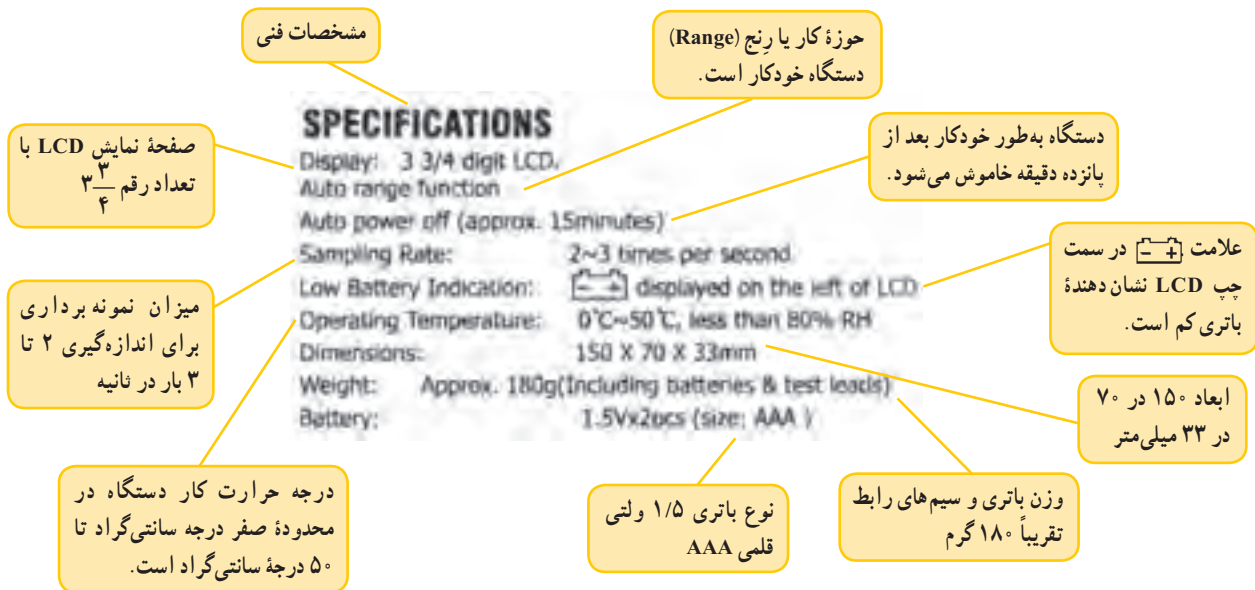 مشخصات فنی
حوزهٔ کار یا رِنج (Range)
دستگاه خودکار است.
صفحهٔ نمایش LCD با
تعداد رقم ۳ ۳/۴
دستگاه به‌طور خودکار بعد از
پانزده دقیقه خاموش می‌شود.
SPECIFICATIONS
Display: 3 3/4 digit LCD.
Auto range function
Auto power off (approx. 15minutes)
Sampling Rate: 2~3 times per second
Low Battery Indication: displayed on the left of LCD
Operating Temperature: 0℃~50℃, less than 80% RH
Dimensions: 150 X 70 X 33mm
Weight: Approx. 180g(Including batteries & test leads)
Battery: 1.5Vx2pcs (size: AAA )
علامت در سمت
چپ LCD نشان دهندهٔ
باتری کم است.
میزان نمونه برداری
برای اندازه‌گیری ۲ تا
۳ بار در ثانیه
ابعاد ۱۵۰ در ۷۰
در ۳۳ میلی‌متر
درجه حرارت کار دستگاه در
محدودهٔ صفر درجه سانتی‌گراد تا
۵۰ درجهٔ سانتی‌گراد است.
نوع باتری ۱/۵ ولتی
قلمی AAA
وزن باتری و سیم‌های رابط
تقریباً ۱۸۰ گرم